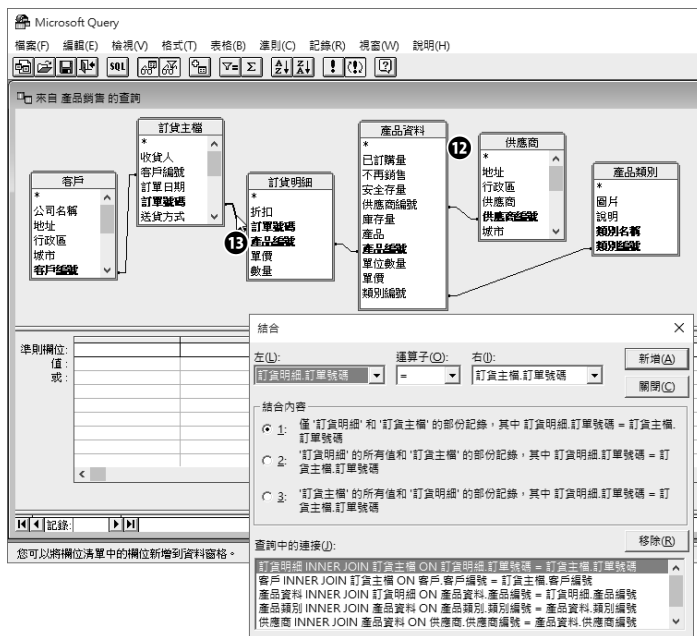 Microsoft Query
檔案(F) 編輯(E) 檢視(V) 格式(T) 表格(B) 準則(C) 記錄(R) 視窗(W) 說明(H)
SQL
來自 產品銷售 的查詢
客戶
*
公司名稱
地址
行政區
城市
客戶編號
訂貨主檔
*
收貨人
客戶編號
訂單日期
訂單號碼
送貨方式
訂貨明細
*
折扣
訂單號碼
產品編號
單價
數量
⓭
產品資料
*
已訂購量
不再銷售
安全存量
供應商編號
庫存量
產品
產品編號
單位數量
單價
類別編號
⓬
供應商
*
地址
行政區
供應商
供應商編號
城市
產品類別
*
圖片
說明
類別名稱
類別編號
準則欄位:
值:
或:
記錄:
您可以將欄位清單中的欄位新增到資料窗格。
結合
左(L): 運算子(O): 右(I):
訂貨明細.訂單號碼 = 訂貨主檔.訂單號碼
新增(A)
關閉(C)
結合內容
1: 僅 '訂貨明細' 和 '訂貨主檔' 的部份記錄，其中 訂貨明細.訂單號碼 = 訂貨主檔.
訂單號碼
2: '訂貨明細' 的所有值和 '訂貨主檔' 的部份記錄，其中 訂貨明細.訂單號碼 = 訂
貨主檔.訂單號碼
3: '訂貨主檔' 的所有值和 '訂貨明細' 的部份記錄，其中 訂貨明細.訂單號碼 = 訂
貨主檔.訂單號碼
查詢中的連接(J):
移除(R)
訂貨明細 INNER JOIN 訂貨主檔 ON 訂貨明細.訂單號碼 = 訂貨主檔.訂單號碼
客戶 INNER JOIN 訂貨主檔 ON 客戶.客戶編號 = 訂貨主檔.客戶編號
產品資料 INNER JOIN 訂貨明細 ON 產品資料.產品編號 = 訂貨明細.產品編號
產品類別 INNER JOIN 產品資料 ON 產品類別.類別編號 = 產品資料.類別編號
供應商 INNER JOIN 產品資料 ON 供應商.供應商編號 = 產品資料.供應商編號